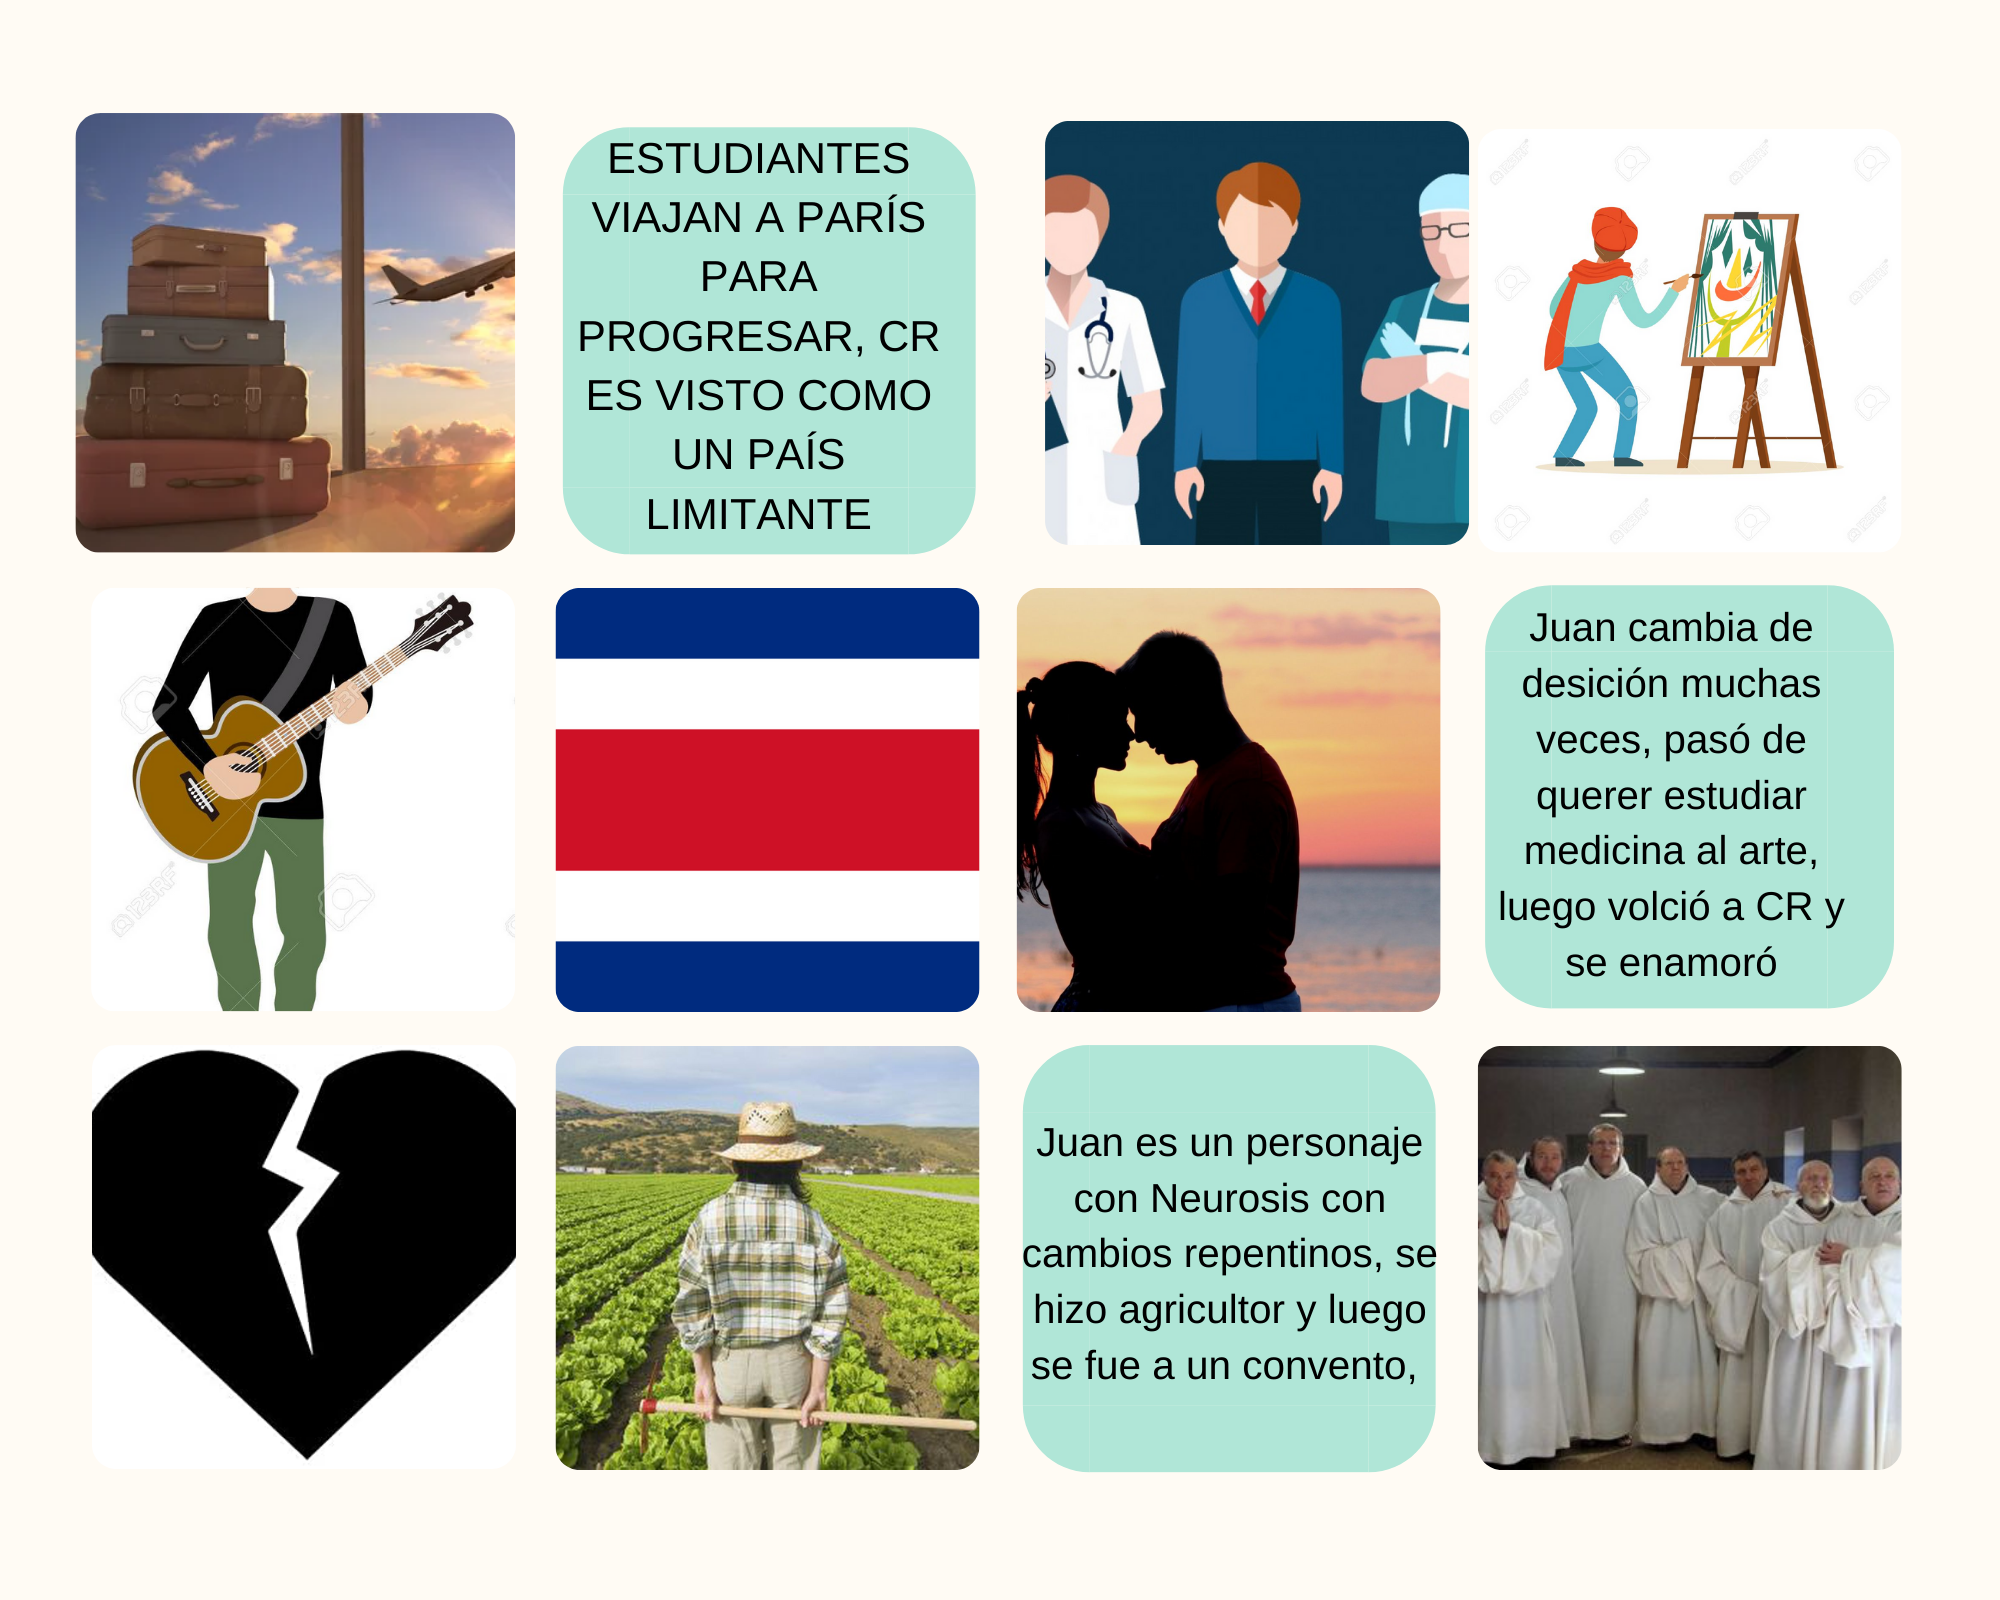 ESTUDIANTES
VIAJAN A PARÍS
PARA
PROGRESAR, CR
ES VISTO COMO
UN PAÍS
LIMITANTE
Juan cambia de
desición muchas
veces, pasó de
querer estudiar
medicina al arte,
luego volció a CR y
se enamoró
Juan es un personaje
con Neurosis con
cambios repentinos, se
hizo agricultor y luego
se fue a un convento,